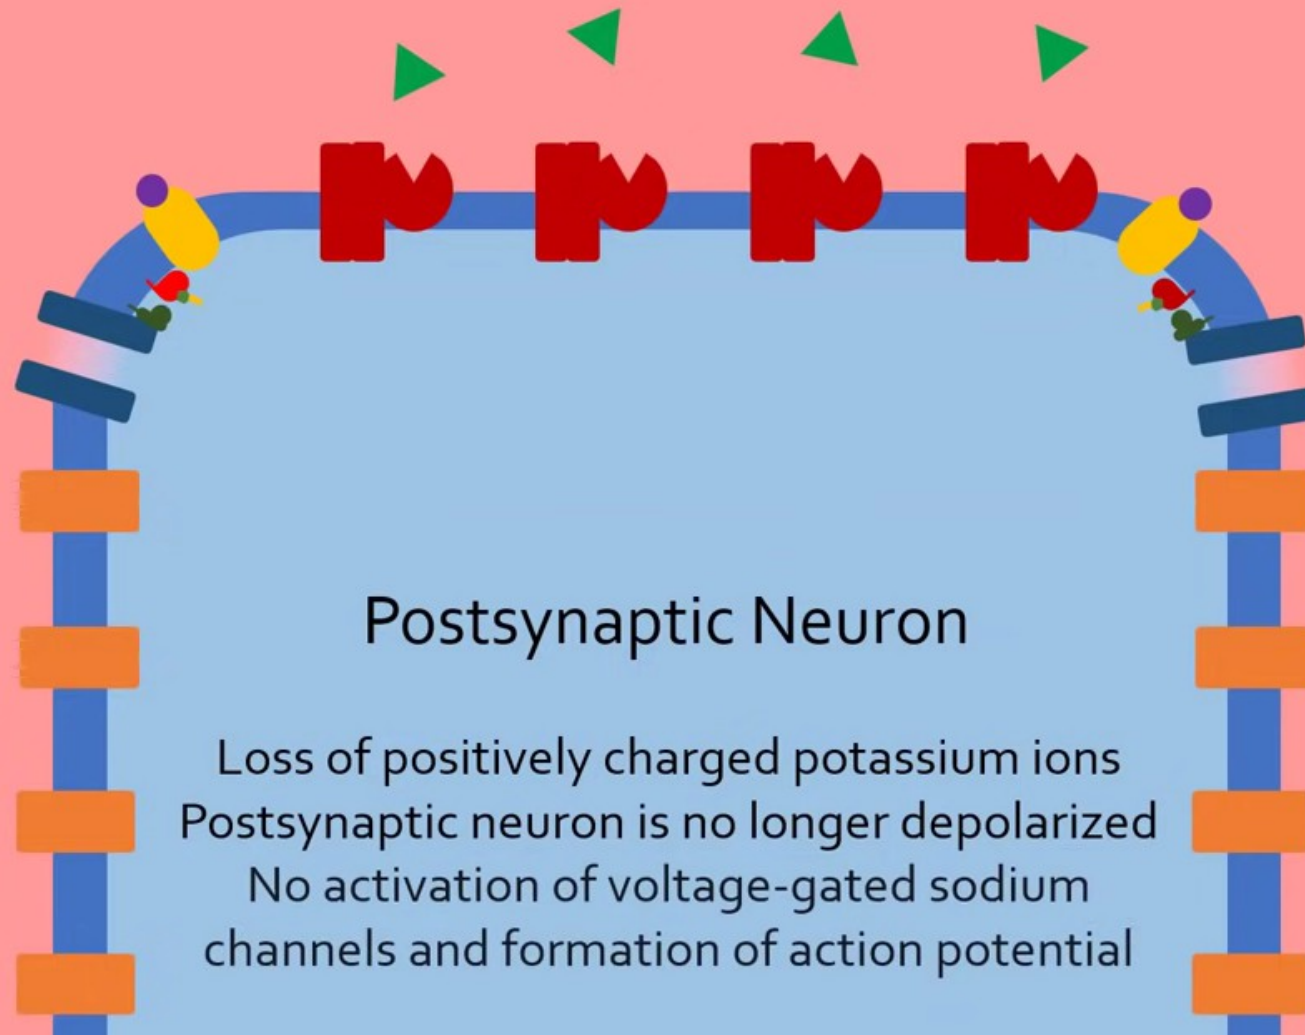 Postsynaptic Neuron
Loss of positively charged potassium ions
Postsynaptic neuron is no longer depolarized
No activation of voltage-gated sodium
channels and formation of action potential